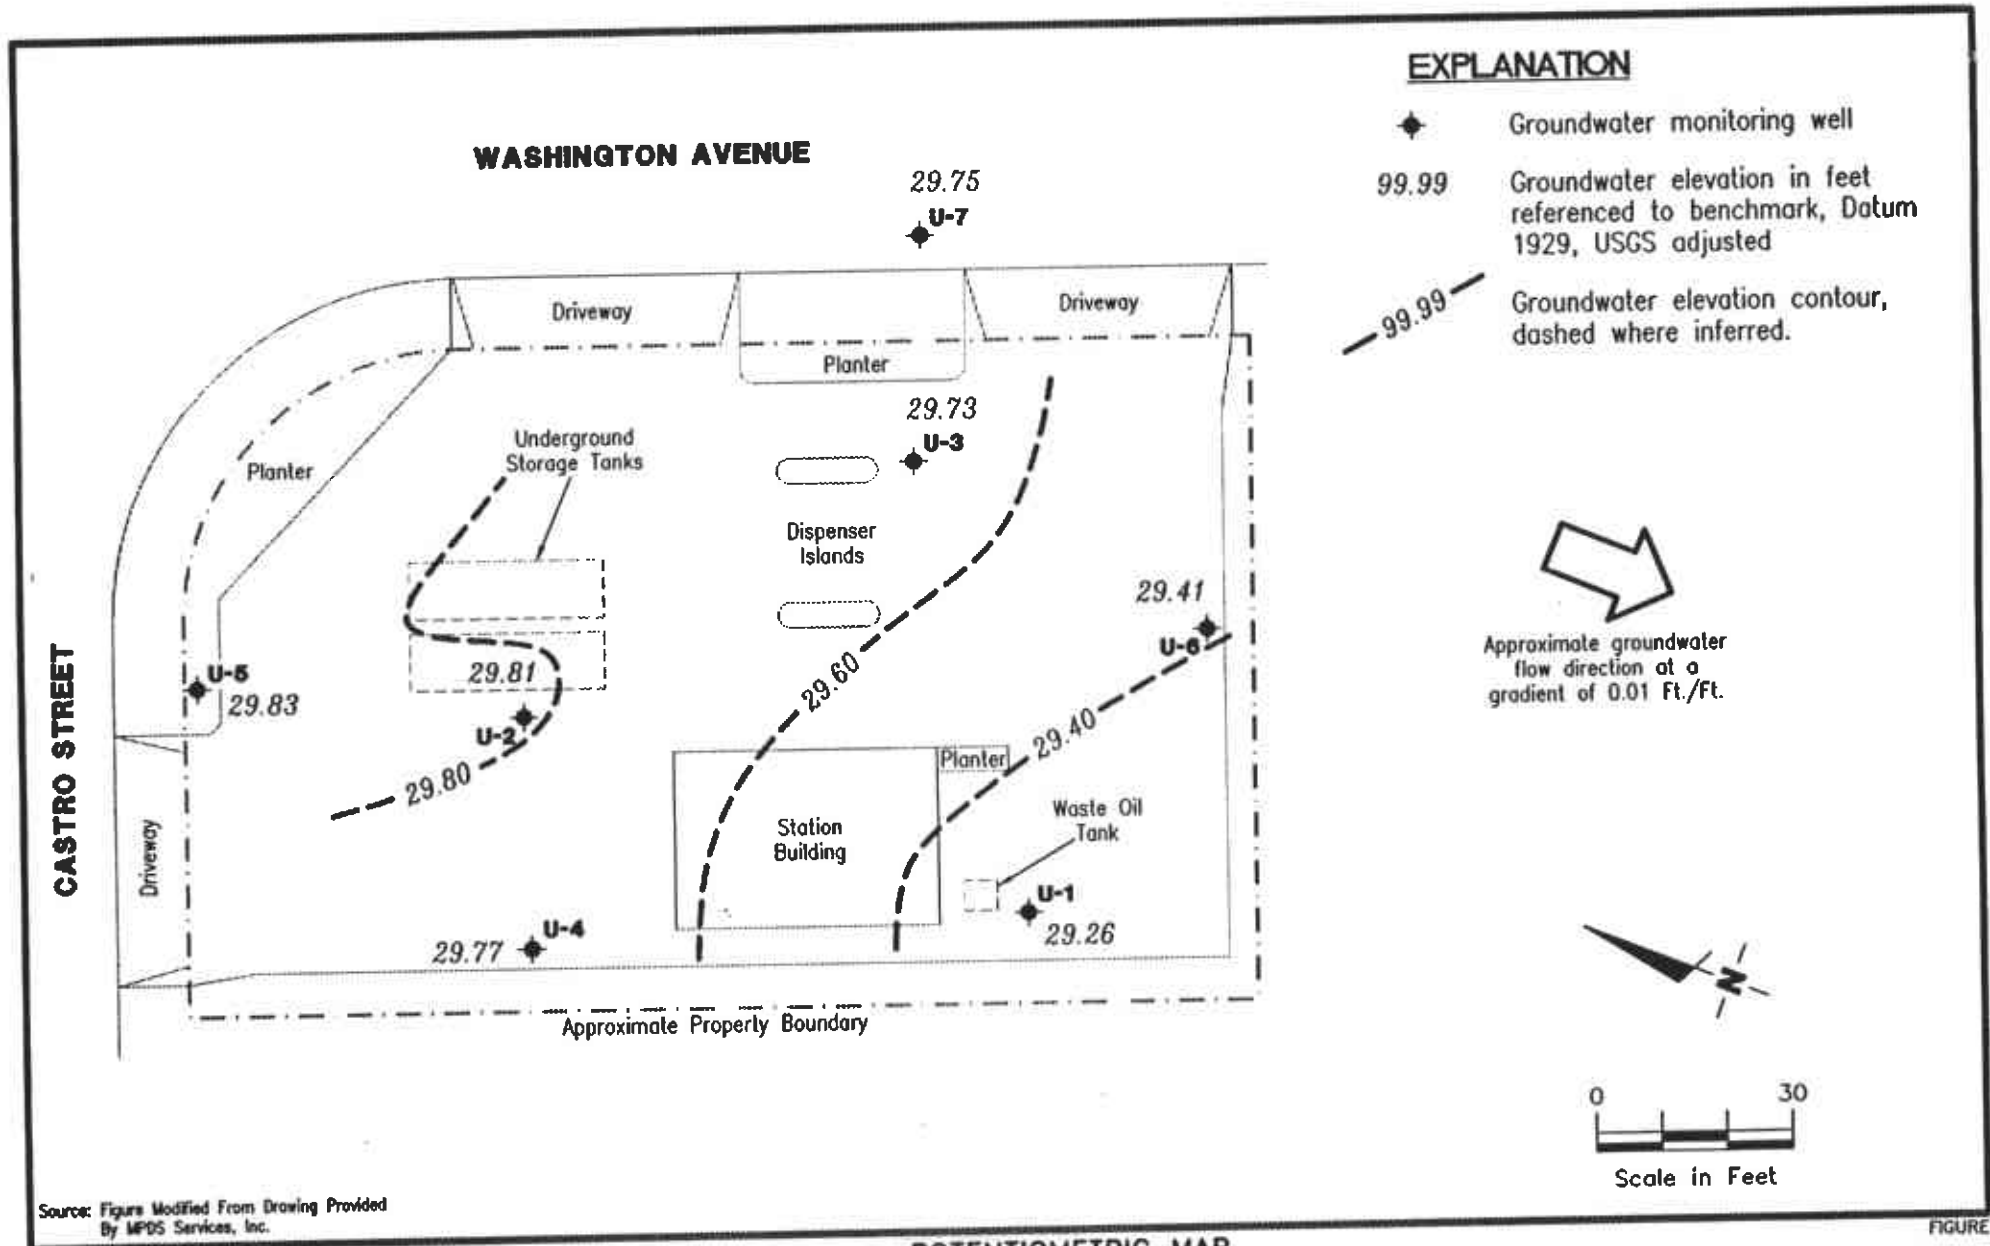 EXPLANATION
Groundwater monitoring well
99.99
Groundwater elevation in feet
referenced to benchmark, Datum
1929, USGS adjusted
99.99
Groundwater elevation contour,
dashed where inferred.
WASHINGTON AVENUE
29.75
U-7
Driveway
Driveway
Planter
29.73
U-3
Underground
Storage Tanks
Planter
Dispenser
Islands
29.41
U-6
Approximate groundwater
flow direction at a
gradient of 0.01 Ft./Ft.
CASTRO STREET
U-5
29.83
29.81
U-2
29.60
29.80
29.40
Planter
Waste Oil
Tank
Station
Building
Driveway
U-1
29.26
U-4
29.77
N
Approximate Properly Boundary
0 30
Scale in Feet
Source: Figure Modified From Drawing Provided
By MPDS Services, Inc.
FIGURE
POTENTIOMETRIC MAP